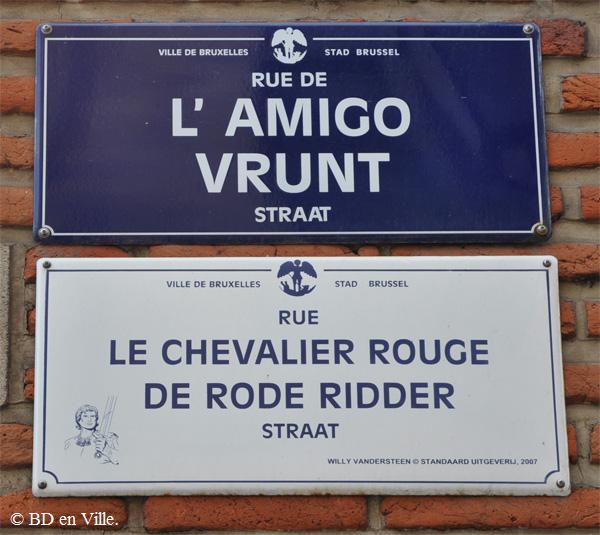 VILLE DE BRUXELLES STAD BRUSSEL
RUE DE
L' AMIGO
VRUNT
STRAAT
VILLE DE BRUXELLES STAD BRUSSEL
RUE
LE CHEVALIER ROUGE
DE RODE RIDDER
STRAAT
WILLY VANDERSTEEN © STANDAARD UITGEVERIJ, 2007
© BD en Ville.